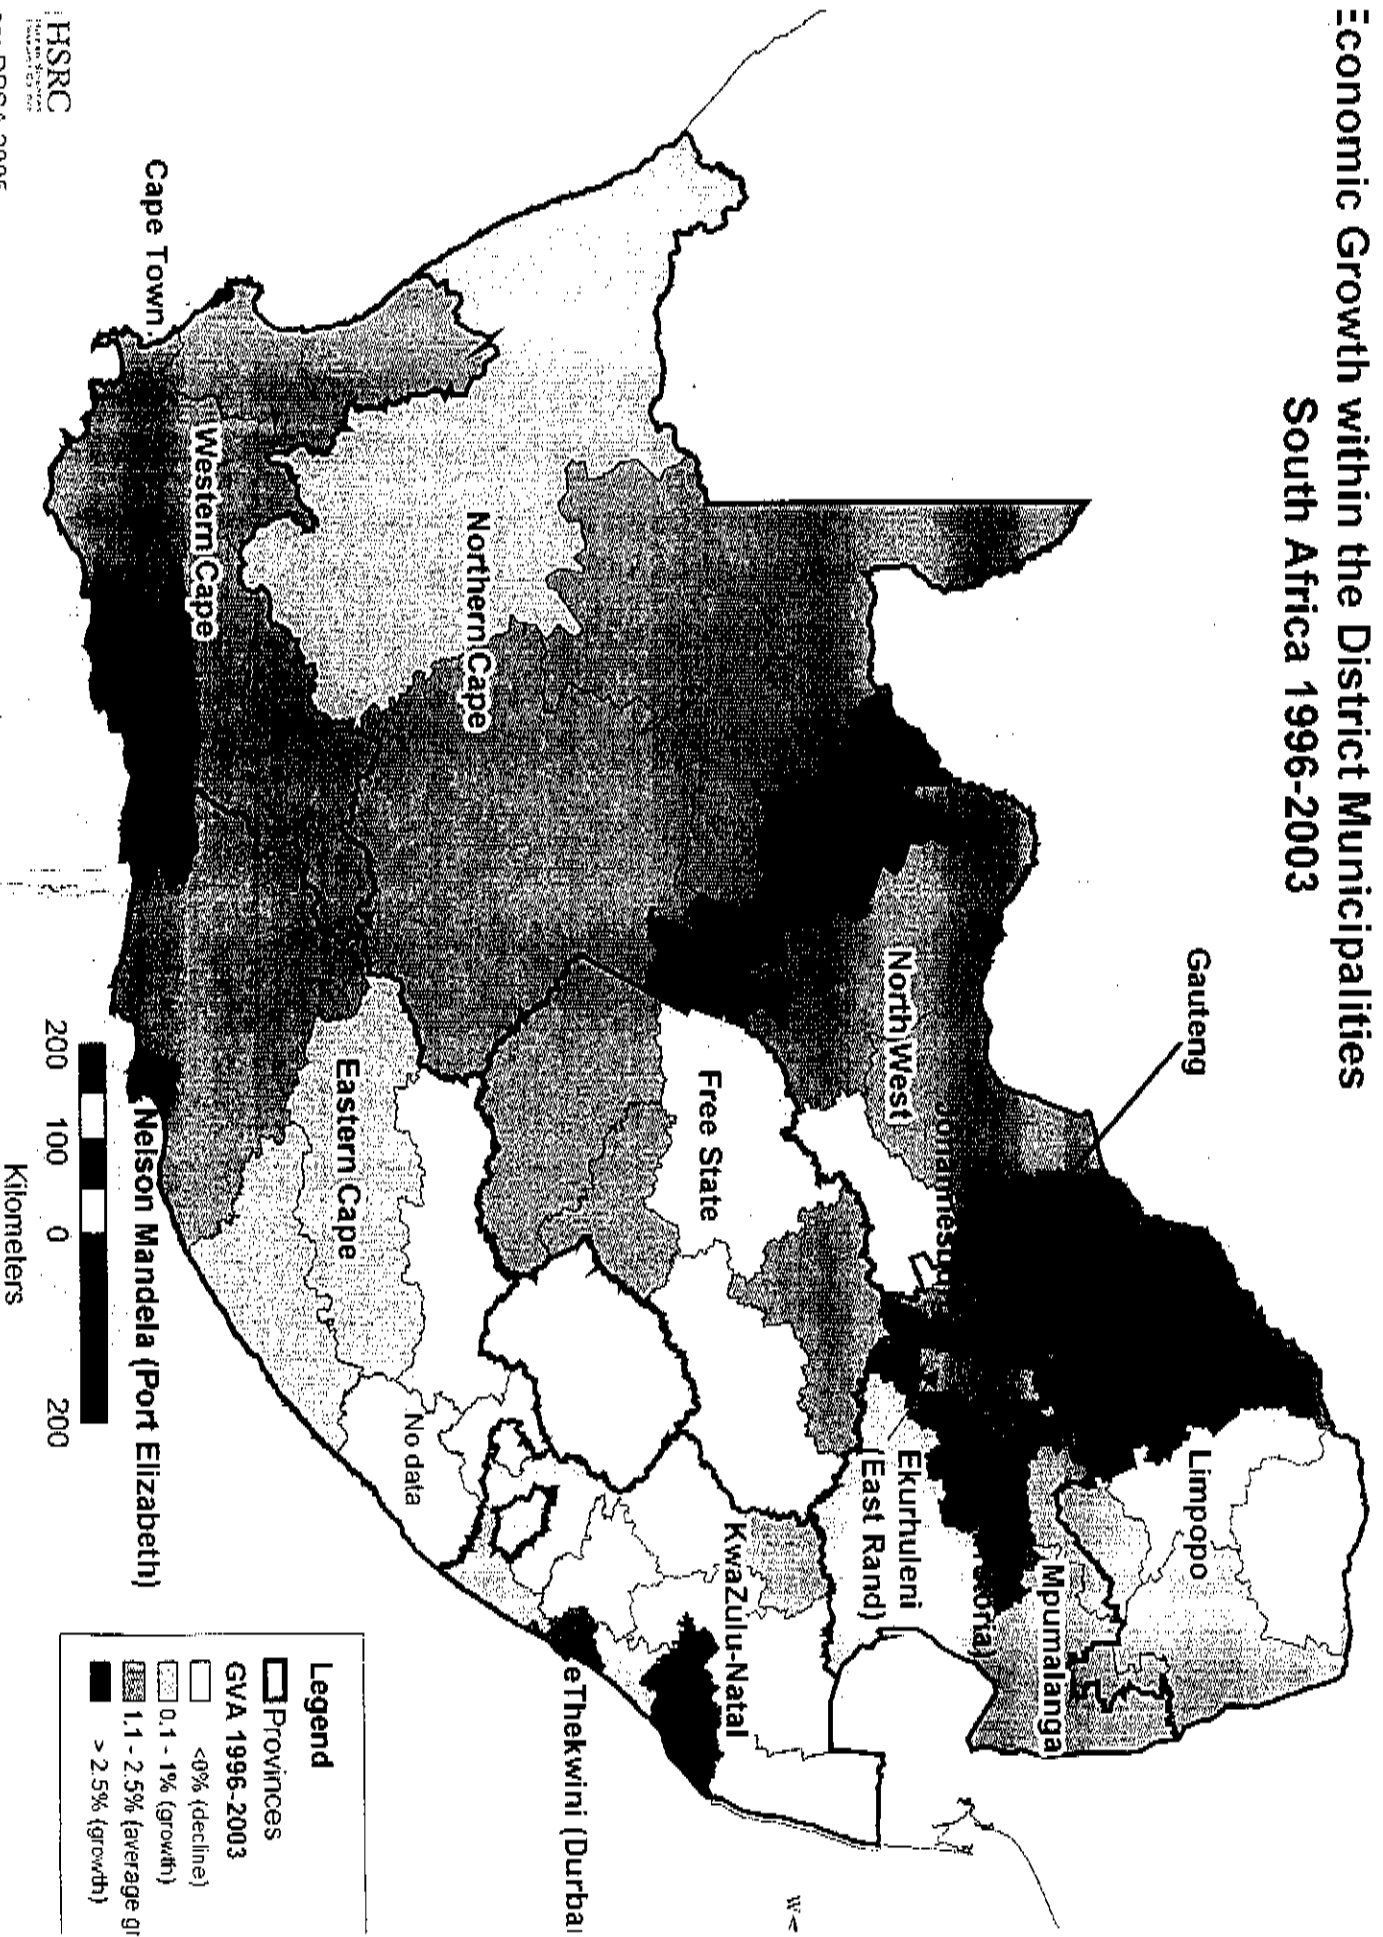 Economic Growth within the District Municipalities
South Africa 1996-2003
Gauteng
Limpopo
North West
Mpumalanga
Ekurhuleni
(East Rand)
Free State
KwaZulu-Natal
Northern Cape
eThekwini (Durba
No data
Eastern Cape
Western Cape
Cape Town
Nelson Mandela (Port Elizabeth)
200 100 0 200
Kilometers
Legend
Provinces
GVA 1996-2003
<0% (decline)
0.1 - 1% (growth)
1.1 - 2.5% (average gr
> 2.5% (growth)
HSRC
W